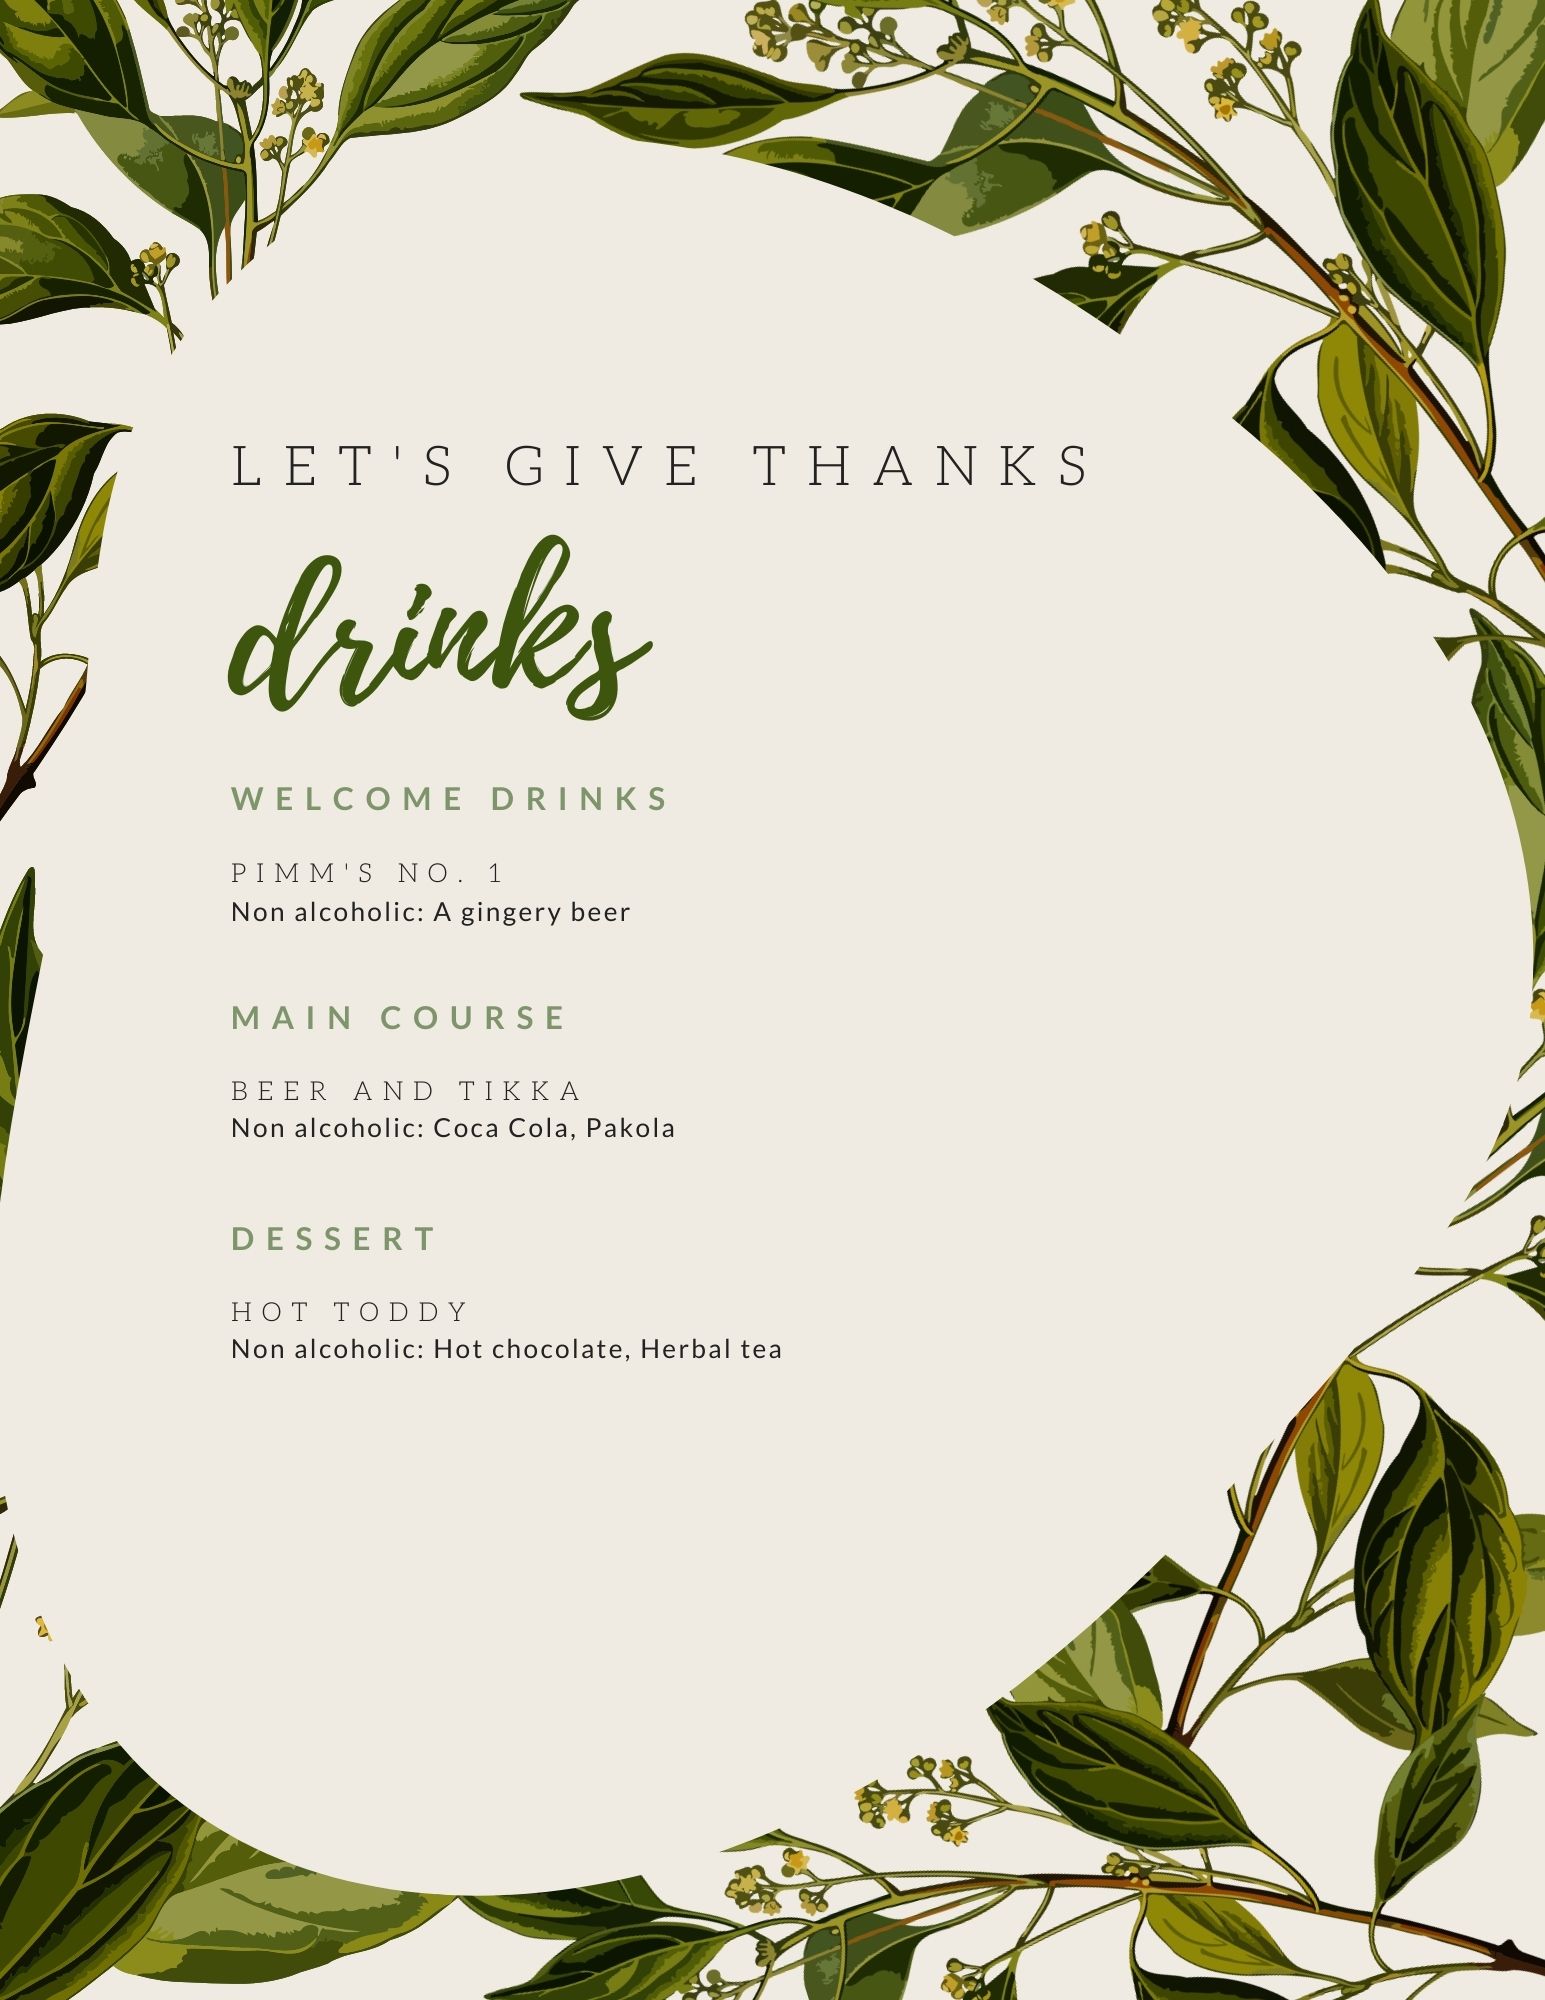 LET'S GIVE THANKS
drinks
WELCOME DRINKS
PIMM'S NO. 1
Non alcoholic: A gingery beer
MAIN COURSE
BEER AND TIKKA
Non alcoholic: Coca Cola, Pakola
DESSERT
HOT TODDY
Non alcoholic: Hot chocolate, Herbal tea